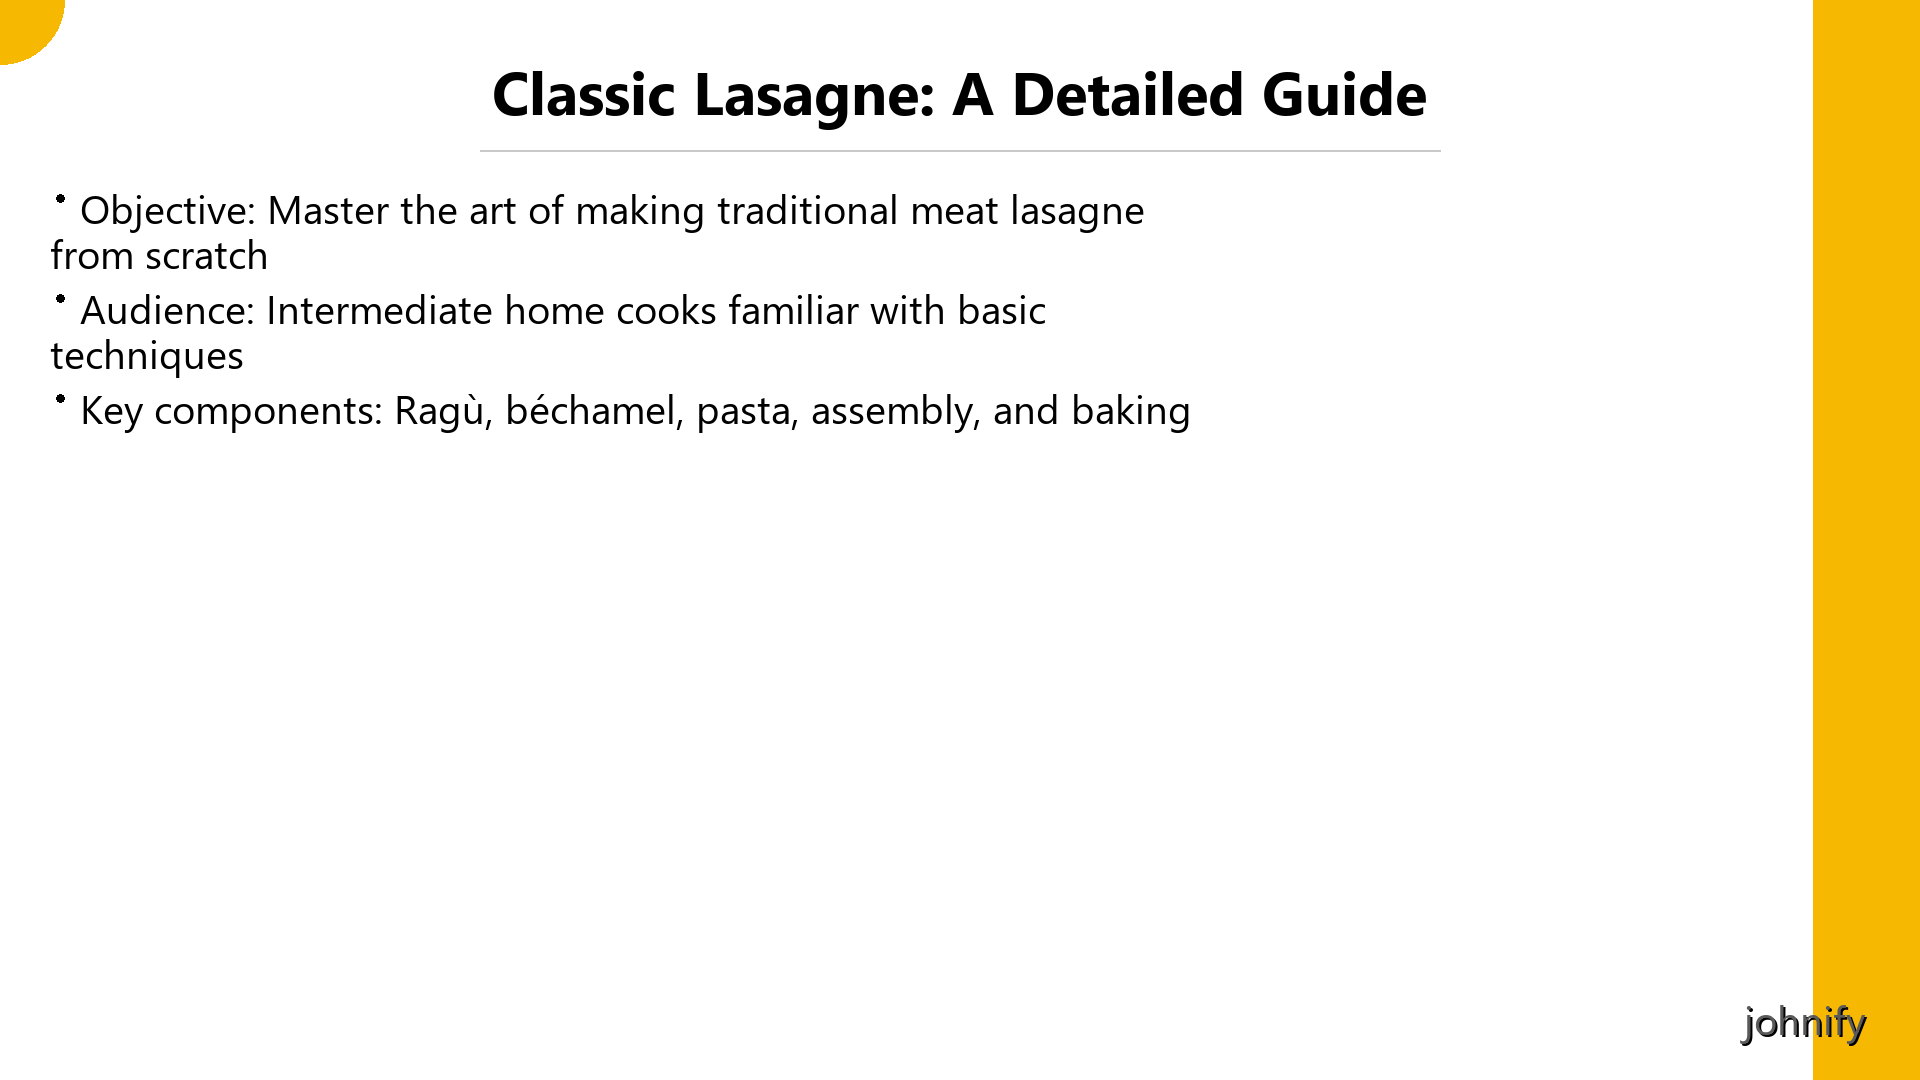 Classic Lasagne: A Detailed Guide
• Objective: Master the art of making traditional meat lasagne
from scratch
• Audience: Intermediate home cooks familiar with basic
techniques
• Key components: Ragù, béchamel, pasta, assembly, and baking
johnify